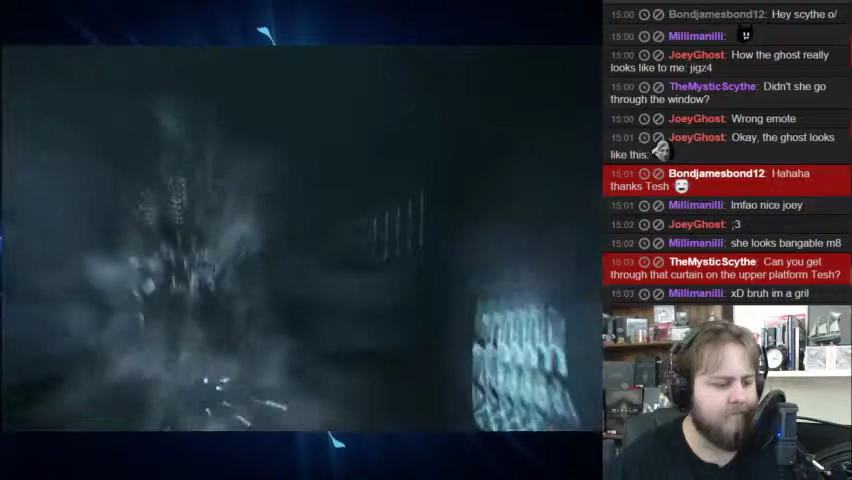 15:00 Bondjamesbond12: Hey scythe o/
15:00 Millimanilli:
15:00 JoeyGhost: How the ghost really
looks like to me: jigz4
15:00 TheMysticScythe: Didn't she go
through the window?
15:00 JoeyGhost: Wrong emote
15:01 JoeyGhost: Okay, the ghost looks
like this:
15:01 Bondjamesbond12: Hahaha
thanks Tesh
15:01 Millimanilli: lmfao nice joey
15:02 JoeyGhost: ;3
15:02 Millimanilli: she looks bangable m8
15:03 TheMysticScythe: Can you get
through that curtain on the upper platform Tesh?
15:03 Millimanilli: xD bruh im a gril
DIABLO